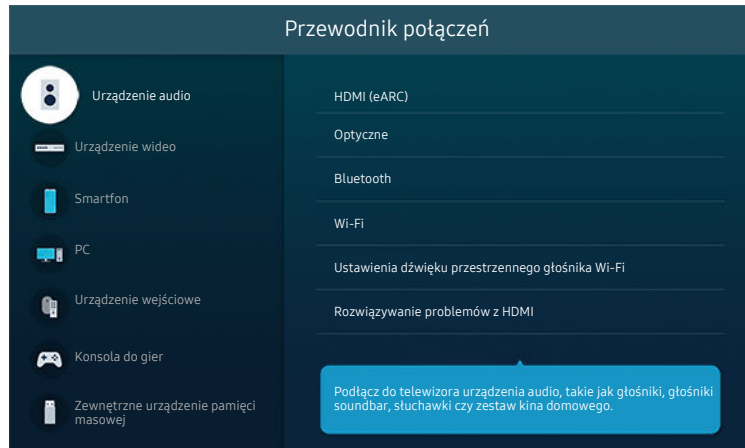 Przewodnik połączeń
Urządzenie audio
Urządzenie wideo
Smartfon
PC
Urządzenie wejściowe
Konsola do gier
Zewnętrzne urządzenie pamięci
masowej
HDMI (eARC)
Optyczne
Bluetooth
Wi-Fi
Ustawienia dźwięku przestrzennego głośnika Wi-Fi
Rozwiązywanie problemów z HDMI
Podłącz do telewizora urządzenia audio, takie jak głośniki, głośniki
soundbar, słuchawki czy zestaw kina domowego.